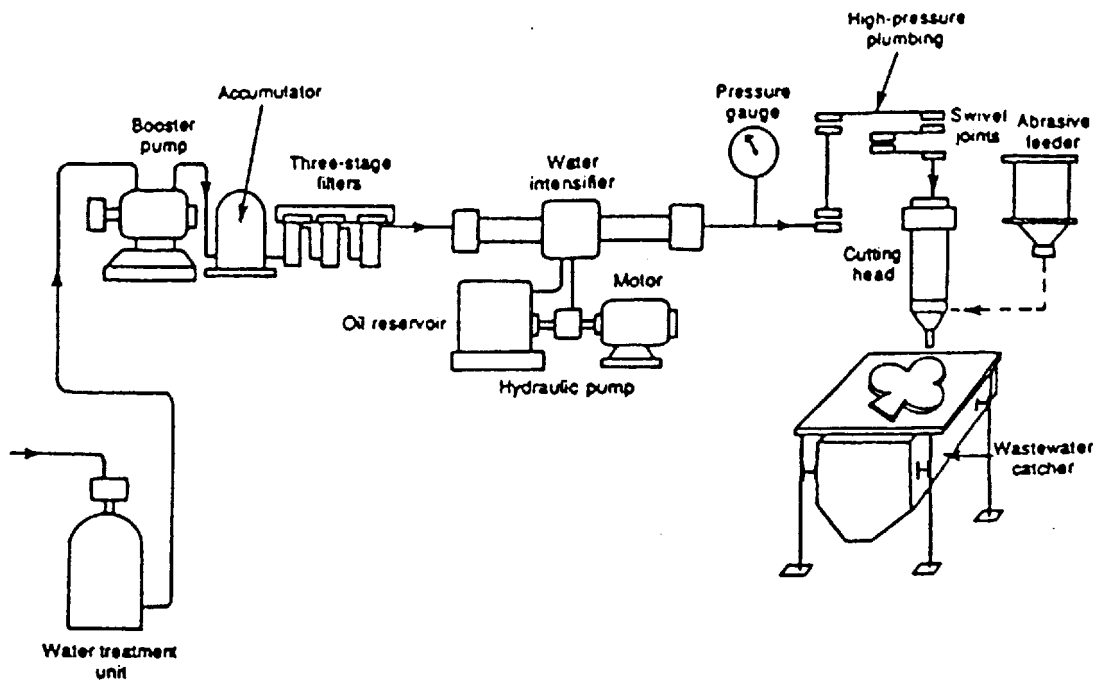 High-pressure
plumbing
Accumulator
Pressure
gauge
Swivel
joints
Abrasive
feeder
Booster
pump
Three-stage
filters
Water
intensifier
Cutting
head
Motor
Oil reservoir
Hydraulic pump
Wastewater
catcher
Water treatment
unit